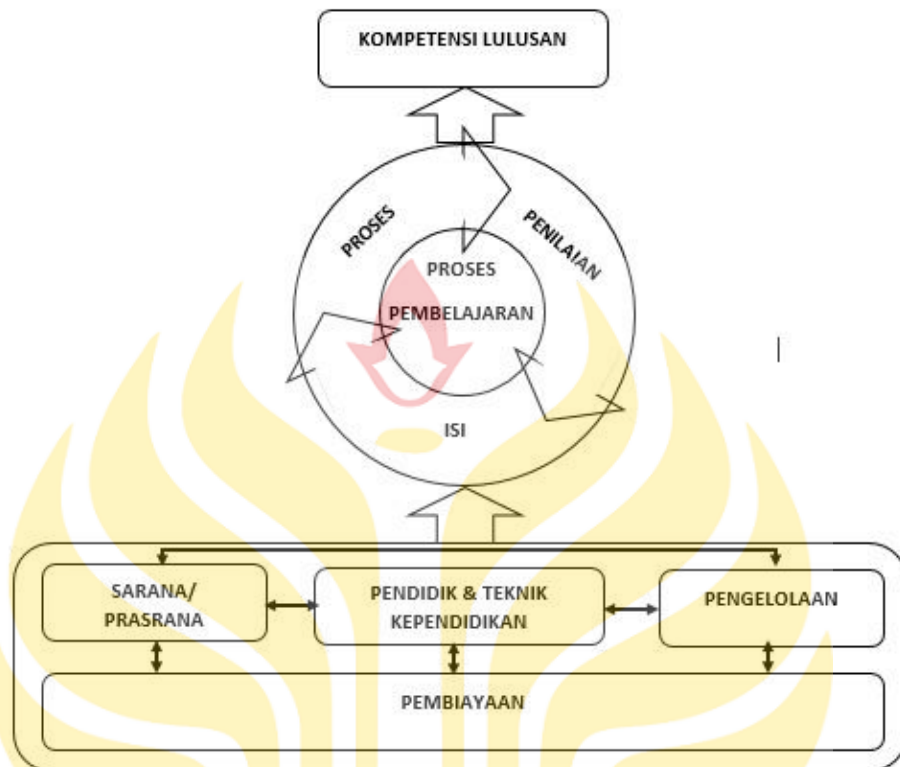 KOMPETENSI LULUSAN
PROSES
PENILAIAN
PROSES
PEMBELAJARAN
ISI
SARANA/
PRASRANA
PENDIDIK & TEKNIK
KEPENDIDIKAN
PENGELOLAAN
PEMBIAYAAN